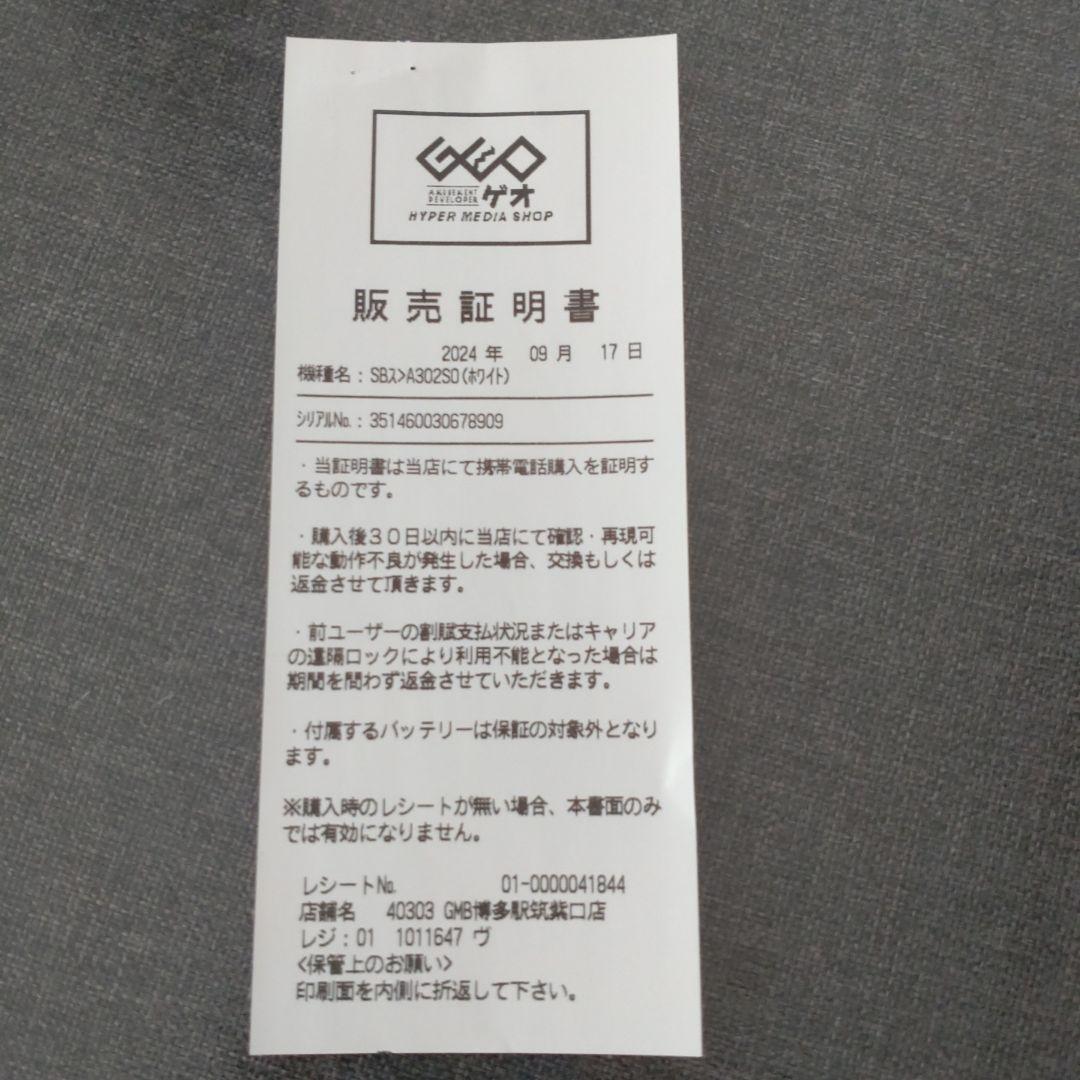 GEO
AMUSEMENT
DEVELOPER ゲオ
HYPER MEDIA SHOP
販売証明書
2024 年 09 月 17 日
機種名 : SBス>A302SO(ホワイト)
シリアルNo. : 351460030678909
・当証明書は当店にて携帯電話購入を証明す
るものです。
・購入後30日以内に当店にて確認・再現可
能な動作不良が発生した場合、交換もしくは
返金させて頂きます。
・前ユーザーの割賦支払状況またはキャリア
の遠隔ロックにより利用不能となった場合は
期間を問わず返金させていただきます。
・付属するバッテリーは保証の対象外となり
ます。
※購入時のレシートが無い場合、本書面のみ
では有効になりません。
レシートNo. 01-0000041844
店舗名 40303 GMB博多駅筑紫口店
レジ : 01 1011647 ヴ
<保管上のお願い>
印刷面を内側に折返して下さい。